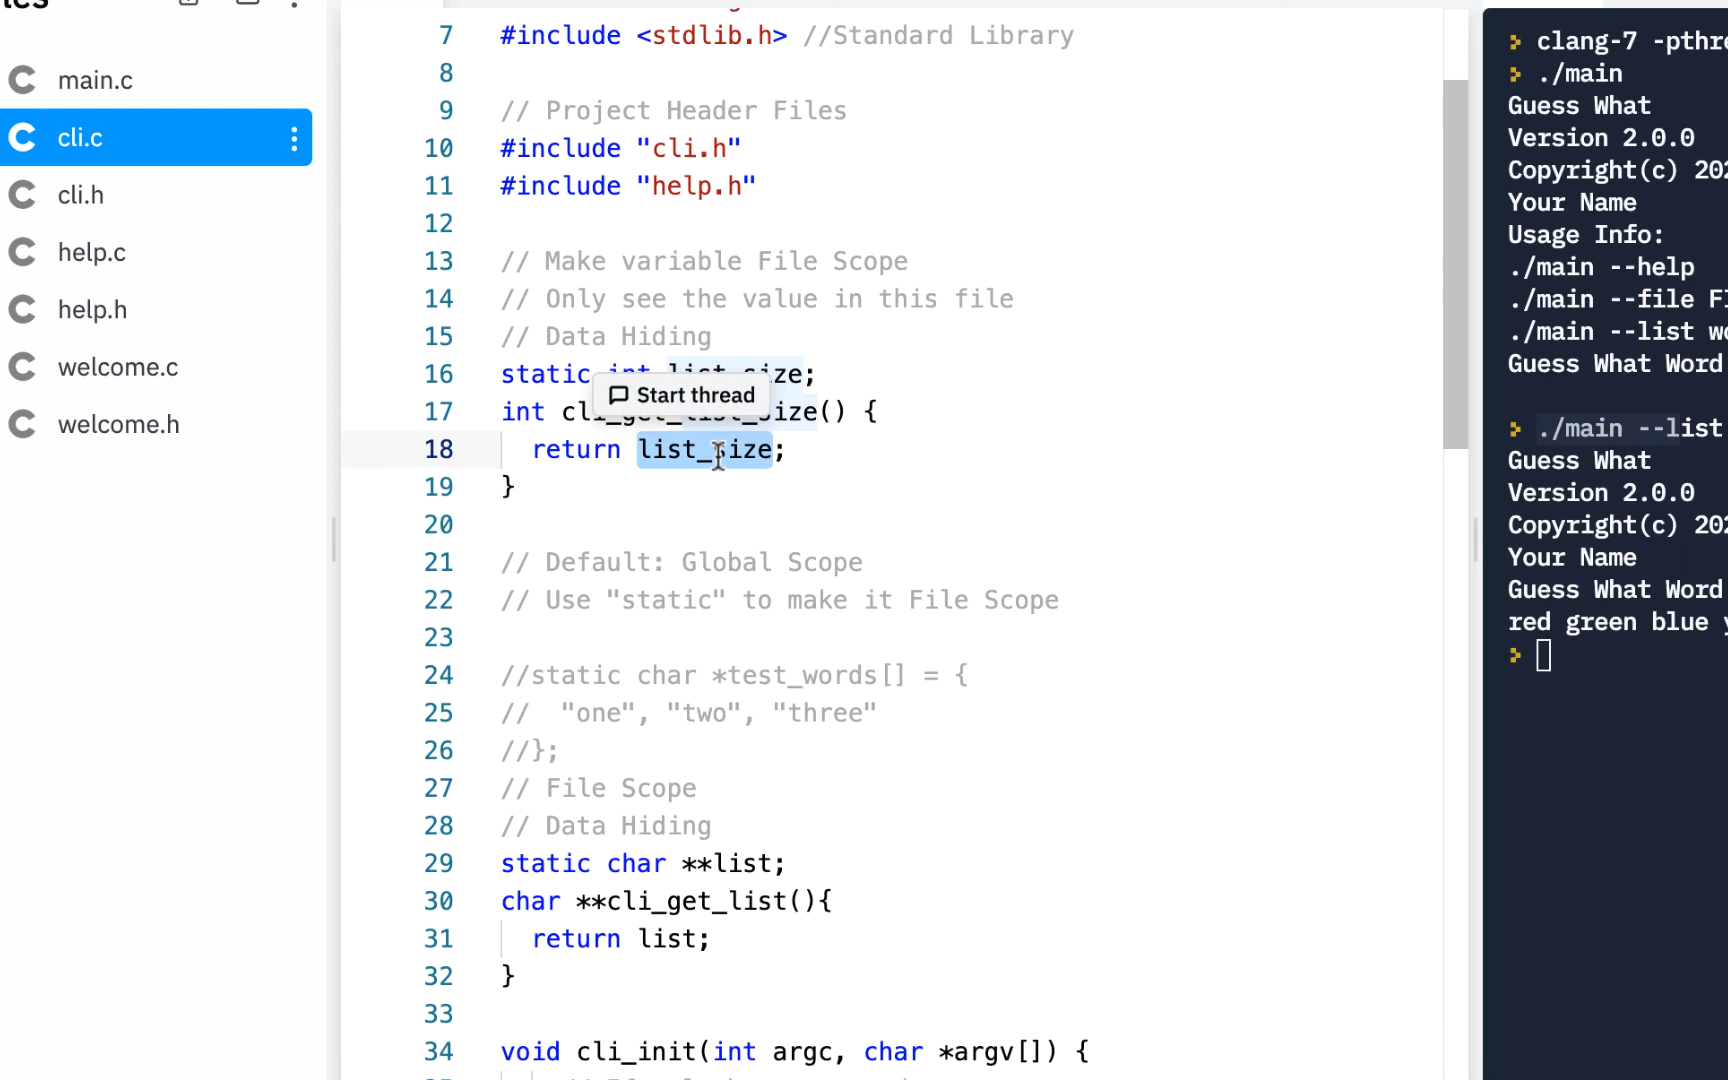 main.c
cli.c
cli.h
help.c
help.h
welcome.c
welcome.h
7 #include <stdlib.h> //Standard Library
8
9 // Project Header Files
10 #include "cli.h"
11 #include "help.h"
12
13 // Make variable File Scope
14 // Only see the value in this file
15 // Data Hiding
16 static int list_size;
Start thread
17 int cli_get_list_size() {
18 return list_size;
19 }
20
21 // Default: Global Scope
22 // Use "static" to make it File Scope
23
24 //static char *test_words[] = {
25 // "one", "two", "three"
26 //};
27 // File Scope
28 // Data Hiding
29 static char **list;
30 char **cli_get_list(){
31 return list;
32 }
33
34 void cli_init(int argc, char *argv[]) {
clang-7 -pthre
./main
Guess What
Version 2.0.0
Copyright(c) 202
Your Name
Usage Info:
./main --help
./main --file
./main --list
Guess What Word
./main --list
Guess What
Version 2.0.0
Copyright(c) 202
Your Name
Guess What Word
red green blue